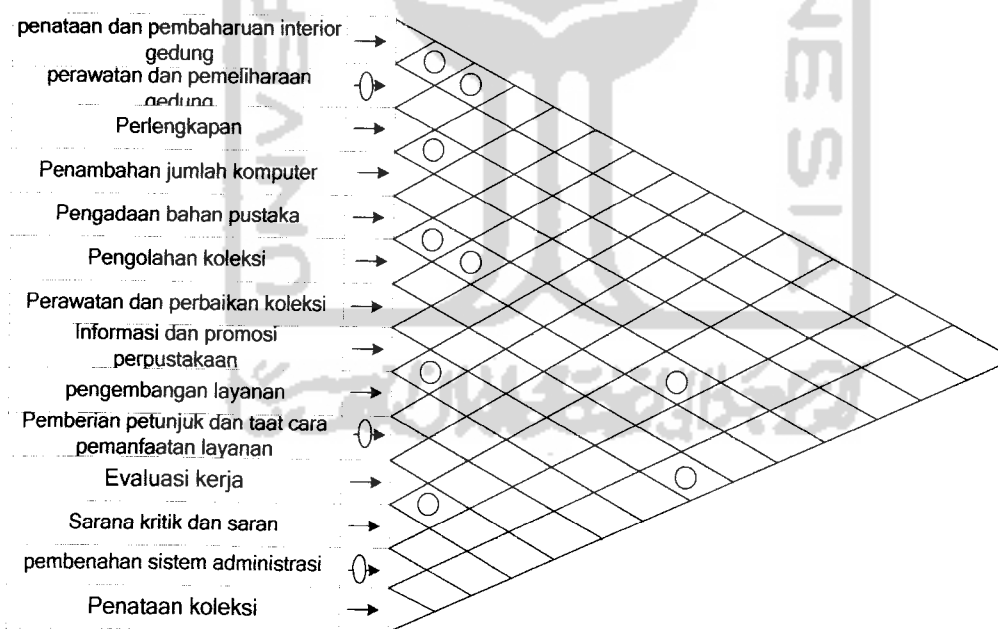 penataan dan pembaharuan interior
gedung
perawatan dan pemeliharaan
gedung
Perlengkapan
Penambahan jumlah komputer
Pengadaan bahan pustaka
Pengolahan koleksi
Perawatan dan perbaikan koleksi
Informasi dan promosi
perpustakaan
pengembangan layanan
Pemberian petunjuk dan taat cara
pemanfaatan layanan
Evaluasi kerja
Sarana kritik dan saran
pembenahan sistem administrasi
Penataan koleksi